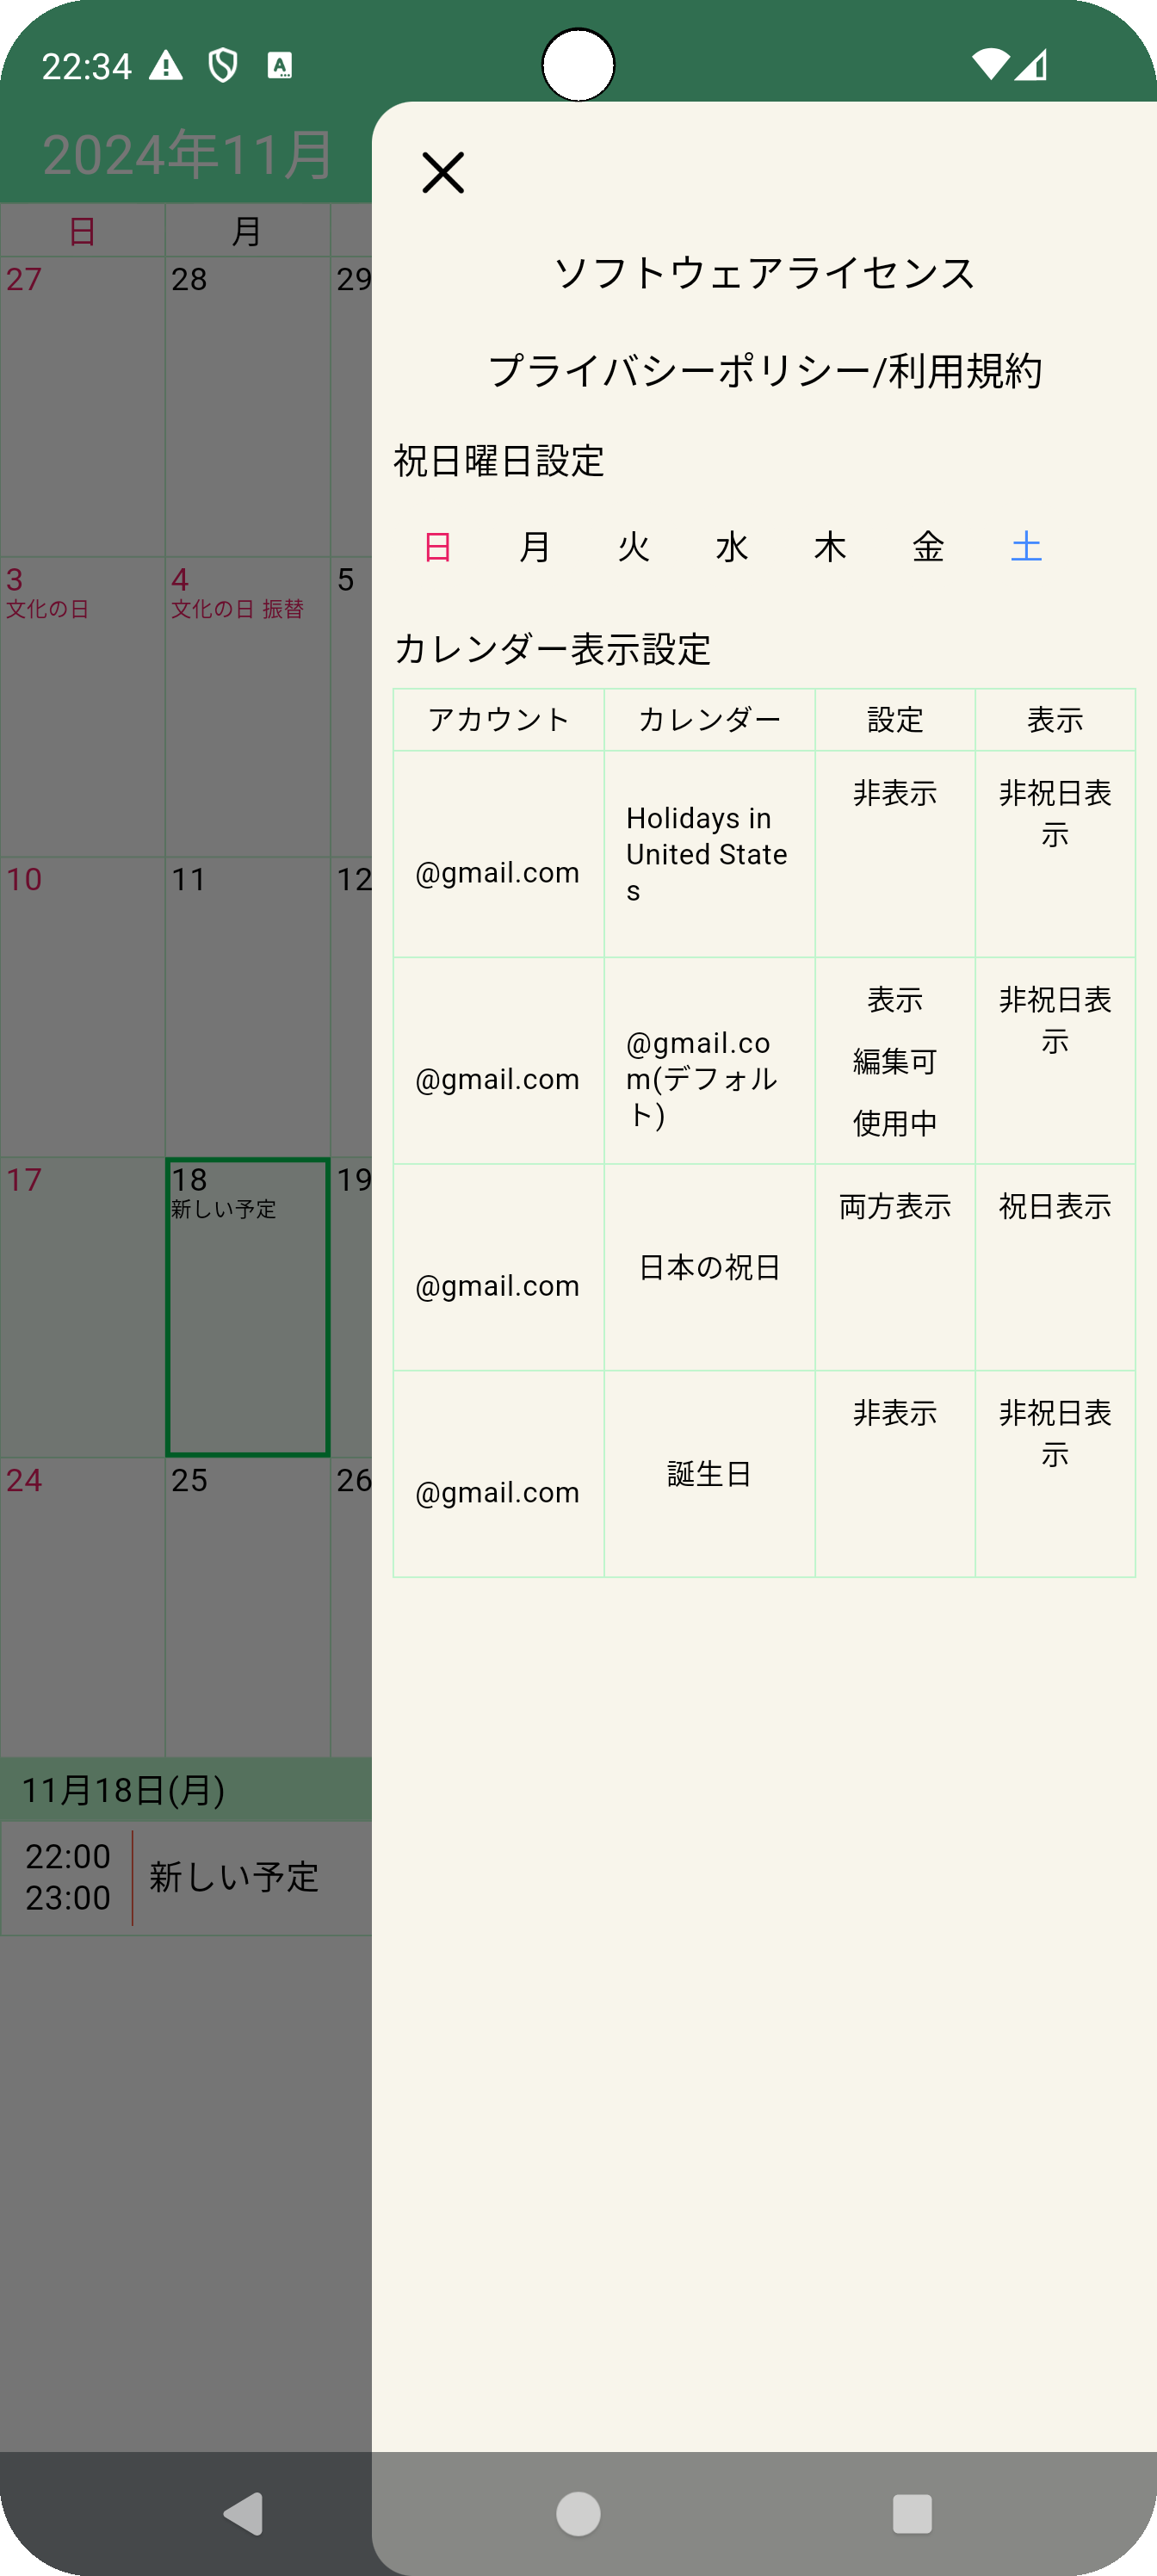 22:34
2024年11月
日 月
27 28 29
3 4 5
文化の日 文化の日 振替
10 11 12
17 18 19
新しい予定
24 25 26
11月18日(月)
22:00
23:00
新しい予定
ソフトウェアライセンス
プライバシーポリシー/利用規約
祝日曜日設定
日 月 火 水 木 金 土
カレンダー表示設定
アカウント カレンダー 設定 表示
@gmail.com
Holidays in
United State
s
非表示
非祝日表
示
@gmail.com
@gmail.co
m(デフォル
ト)
表示
編集可
使用中
非祝日表
示
@gmail.com
日本の祝日
両方表示
祝日表示
@gmail.com
誕生日
非表示
非祝日表
示